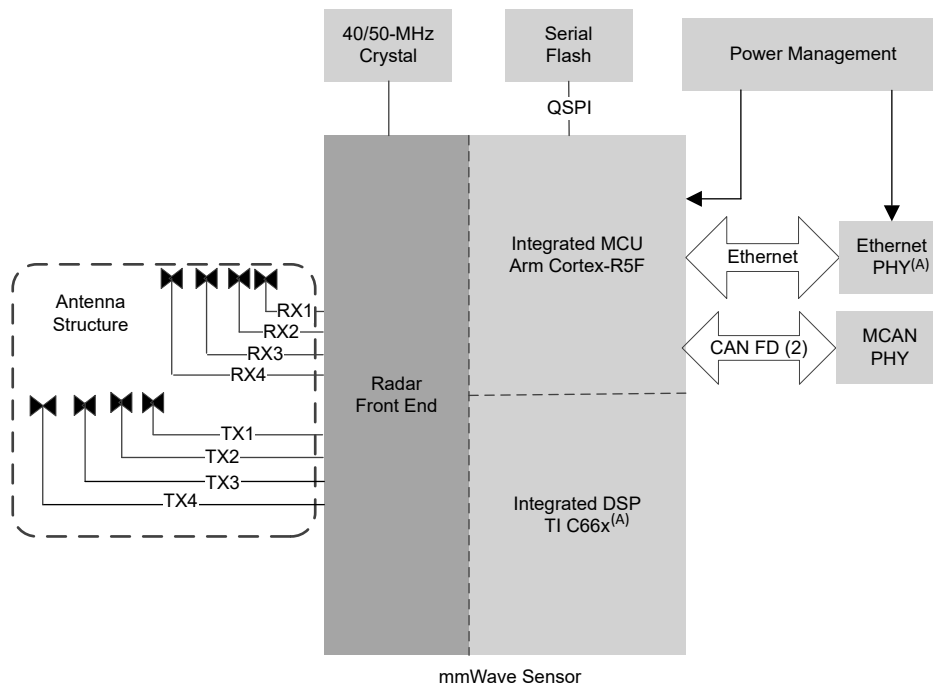 40/50-MHz
Crystal
Serial
Flash
Power Management
QSPI
Integrated MCU
Arm Cortex-R5F
Ethernet
Ethernet
PHY(A)
Antenna
Structure
RX1
RX2
RX3
RX4
CAN FD (2)
MCAN
PHY
Radar
Front End
TX1
TX2
TX3
TX4
Integrated DSP
TI C66x(A)
mmWave Sensor